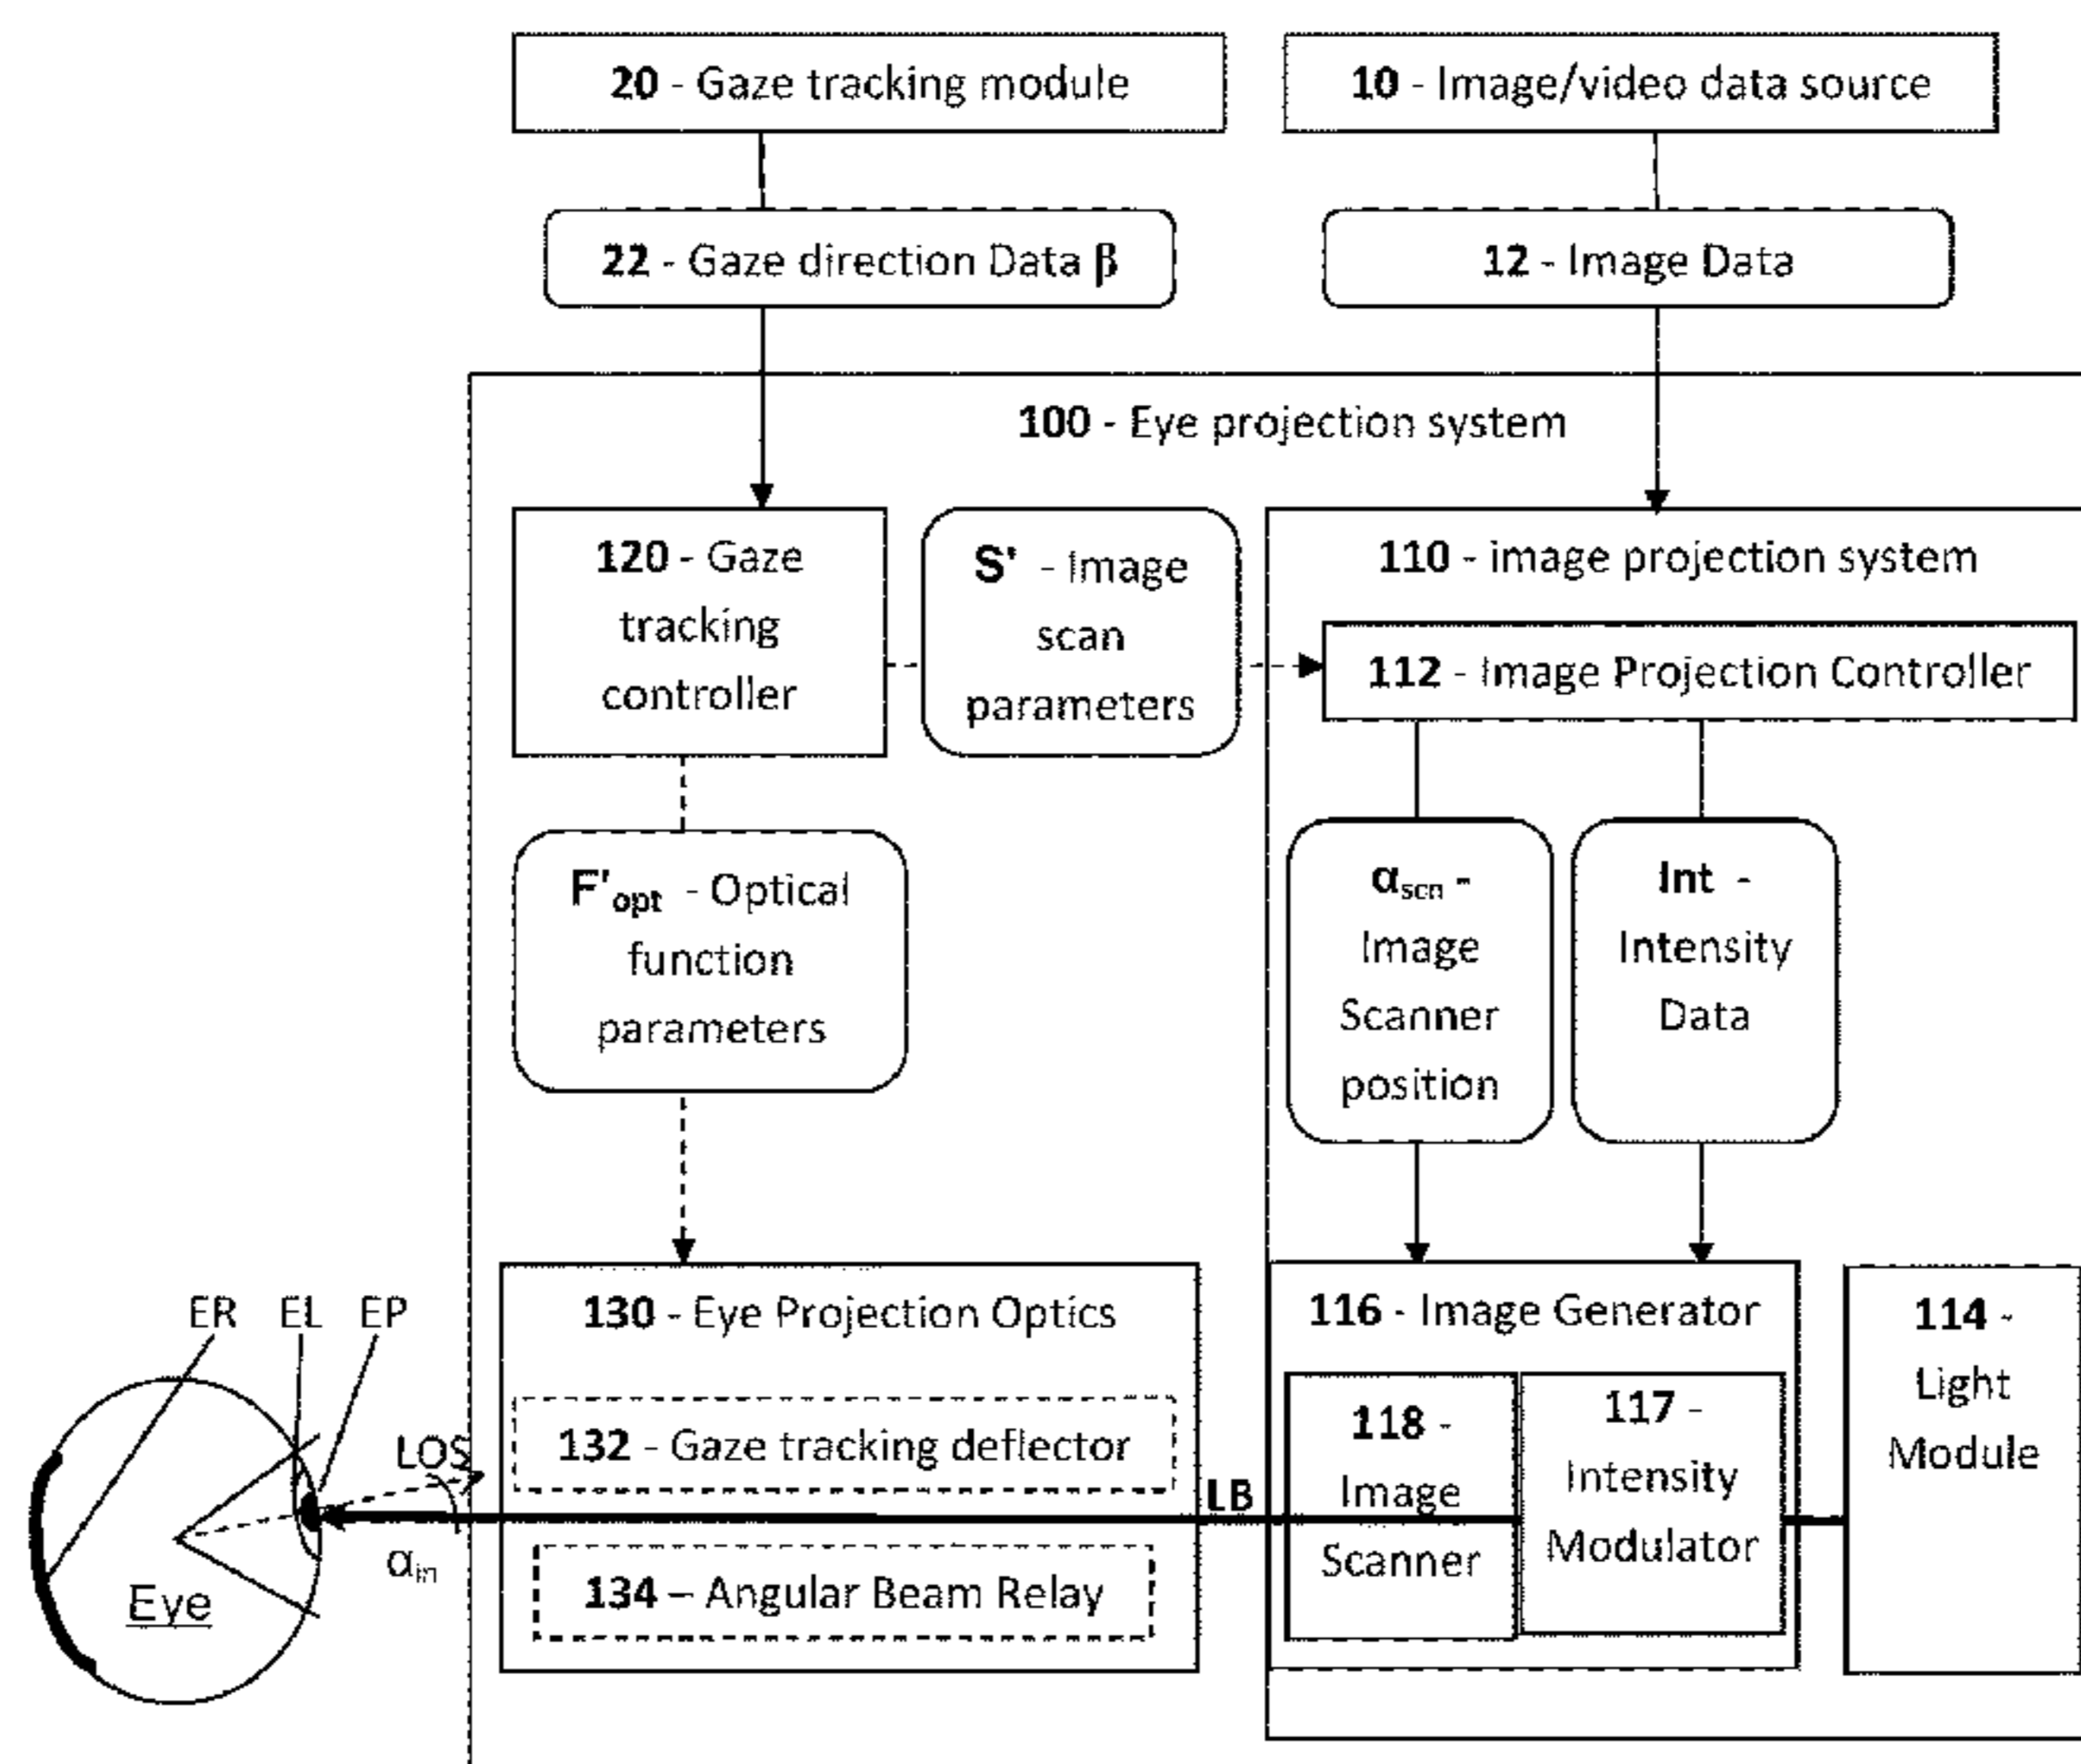 20 - Gaze tracking module
10 - Image/video data source
22 - Gaze direction Data β
12 - Image Data
100 - Eye projection system
120 - Gaze
tracking
controller
S' - Image
scan
parameters
110 - image projection system
112 - Image Projection Controller
F'opt - Optical
function
parameters
αscn -
Image
Scanner
position
Int -
Intensity
Data
ER
EL
EP
LOS
αin
Eye
130 - Eye Projection Optics
132 - Gaze tracking deflector
134 – Angular Beam Relay
LB
116 - Image Generator
118 -
Image
Scanner
117 -
Intensity
Modulator
114 -
Light
Module